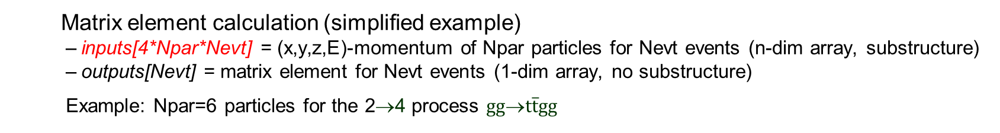 Matrix element calculation (simplified example)
– inputs[4*Npar*Nevt] = (x,y,z,E)-momentum of Npar particles for Nevt events (n-dim array, substructure)
– outputs[Nevt] = matrix element for Nevt events (1-dim array, no substructure)
Example: Npar=6 particles for the 2→4 process gg→tt̄gg